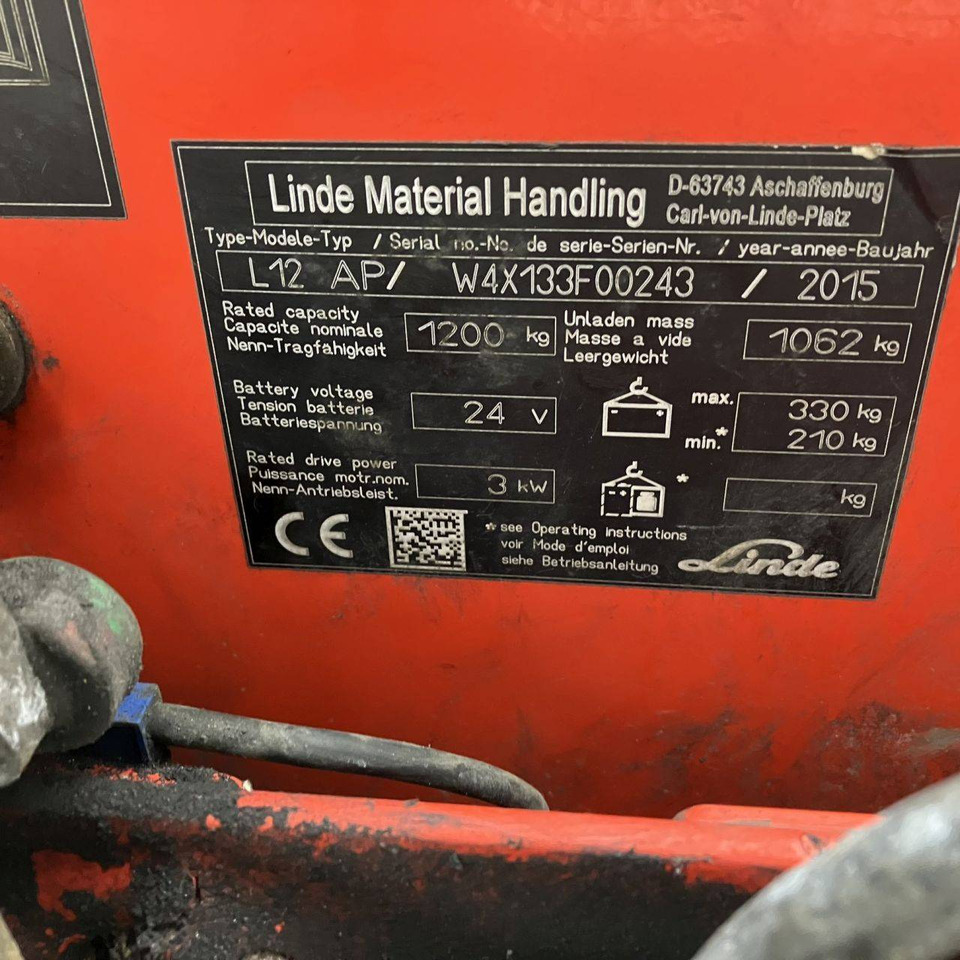 Linde Material Handling
D-63743 Aschaffenburg
Carl-von-Linde-Platz
Type-Modele-Typ / Serial no.-No. de serie-Serien-Nr. / year-annee-Baujahr
L12 AP/ W4X133F00243 / 2015
Rated capacity
Capacite nominale
Nenn-Tragfähigkeit
1200 kg
Unladen mass
Masse a vide
Leergewicht
1062 kg
Battery voltage
Tension batterie
Batteriespannung
24 V
max. 330 kg
min.* 210 kg
Rated drive power
Puissance motr.nom.
Nenn-Antriebsleist.
3 kW
* kg
CE
* see Operating instructions
voir Mode d'emploi
siehe Betriebsanleitung
Linde